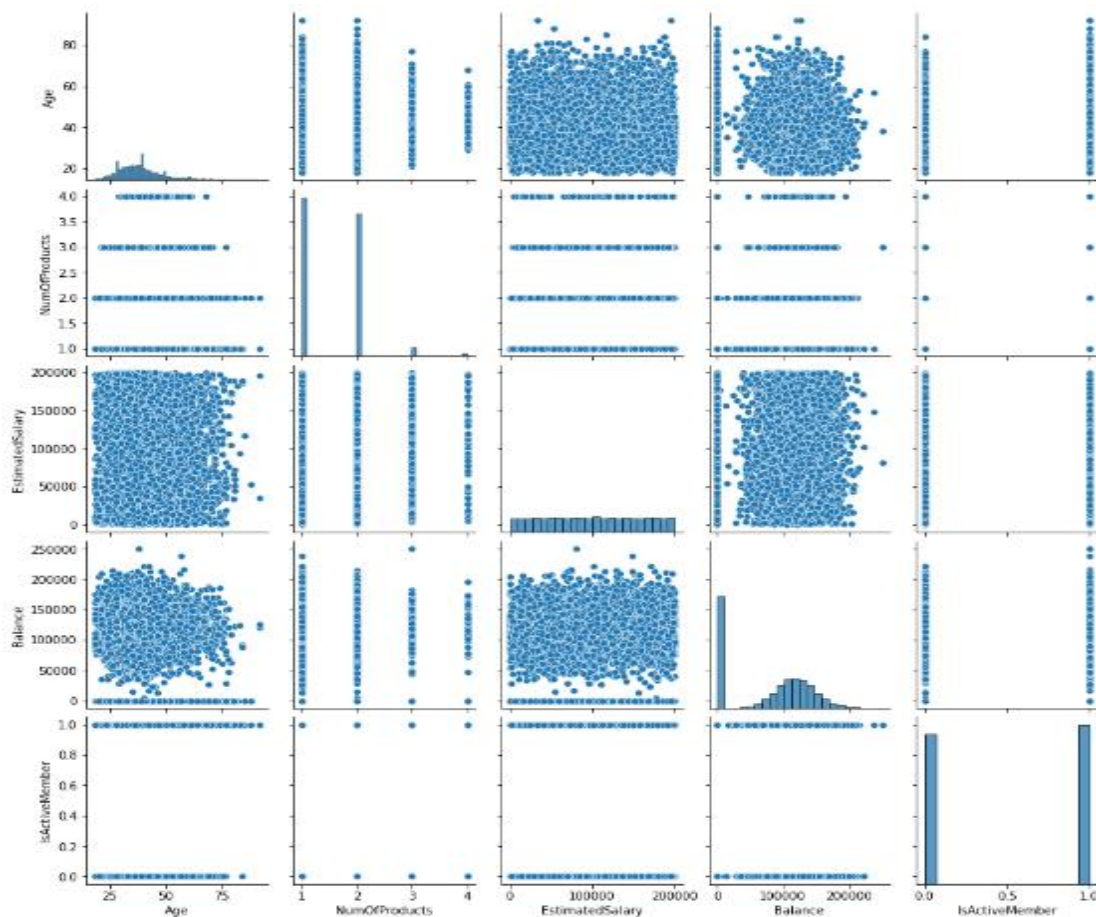 80
60
40
20
Age
4.0
3.5
3.0
2.5
2.0
1.5
1.0
NumOfProducts
200000
150000
100000
50000
0
EstimatedSalary
250000
200000
150000
100000
50000
0
Balance
1.0
0.8
0.6
0.4
0.2
0.0
IsActiveMember
25 50 75
Age
1 2 3 4
NumOfProducts
0 100000 200000
EstimatedSalary
0 100000 200000
Balance
0.0 0.5 1.0
IsActiveMember